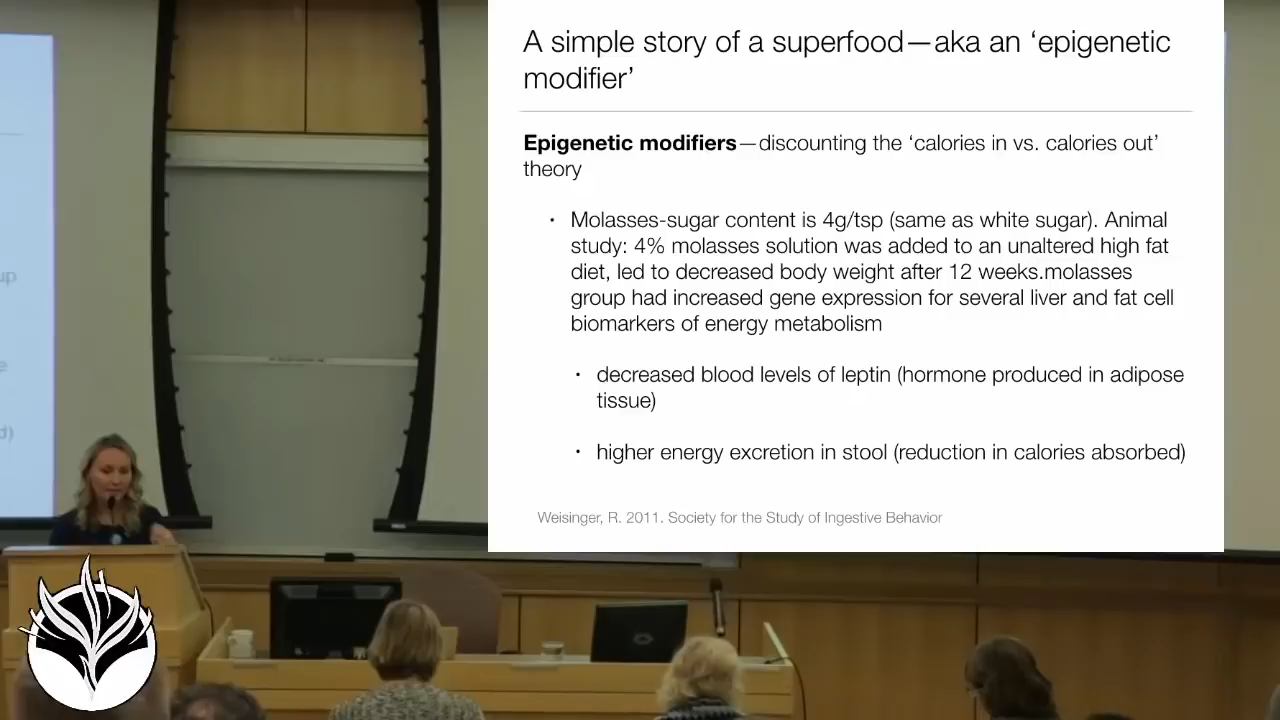 A simple story of a superfood—aka an ‘epigenetic
modifier’
Epigenetic modifiers—discounting the ‘calories in vs. calories out’
theory
· Molasses-sugar content is 4g/tsp (same as white sugar). Animal
study: 4% molasses solution was added to an unaltered high fat
diet, led to decreased body weight after 12 weeks.molasses
group had increased gene expression for several liver and fat cell
biomarkers of energy metabolism
· decreased blood levels of leptin (hormone produced in adipose
tissue)
· higher energy excretion in stool (reduction in calories absorbed)
Weisinger, R. 2011. Society for the Study of Ingestive Behavior
up
e
d)